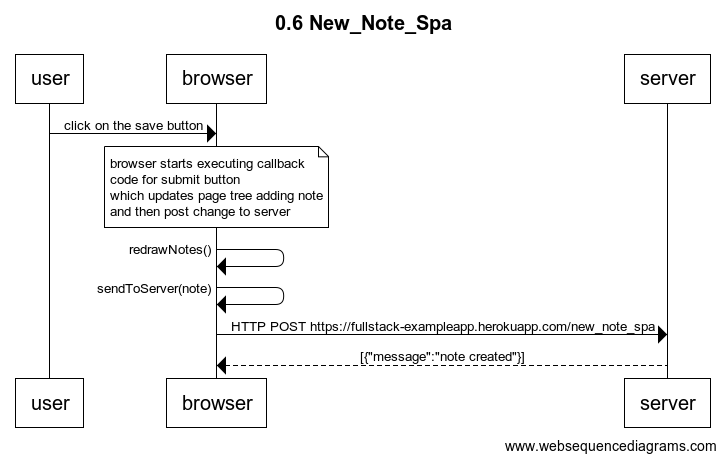 0.6 New_Note_Spa
user
browser
server
click on the save button
browser starts executing callback
code for submit button
which updates page tree adding note
and then post change to server
redrawNotes()
sendToServer(note)
HTTP POST https://fullstack-exampleapp.herokuapp.com/new_note_spa
[{"message":"note created"}]
user
browser
server
www.websequencediagrams.com